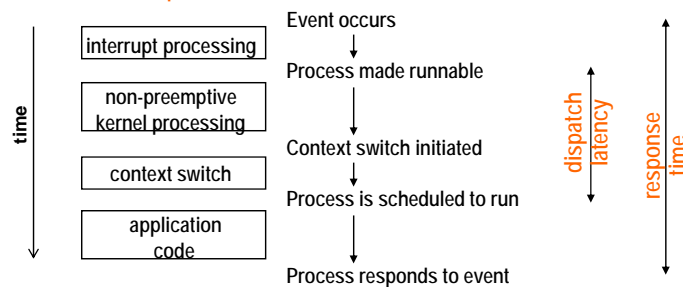 Event occurs
interrupt processing
Process made runnable
non-preemptive
kernel processing
time
Context switch initiated
context switch
Process is scheduled to run
application
code
Process responds to event
dispatch
latency
response
time